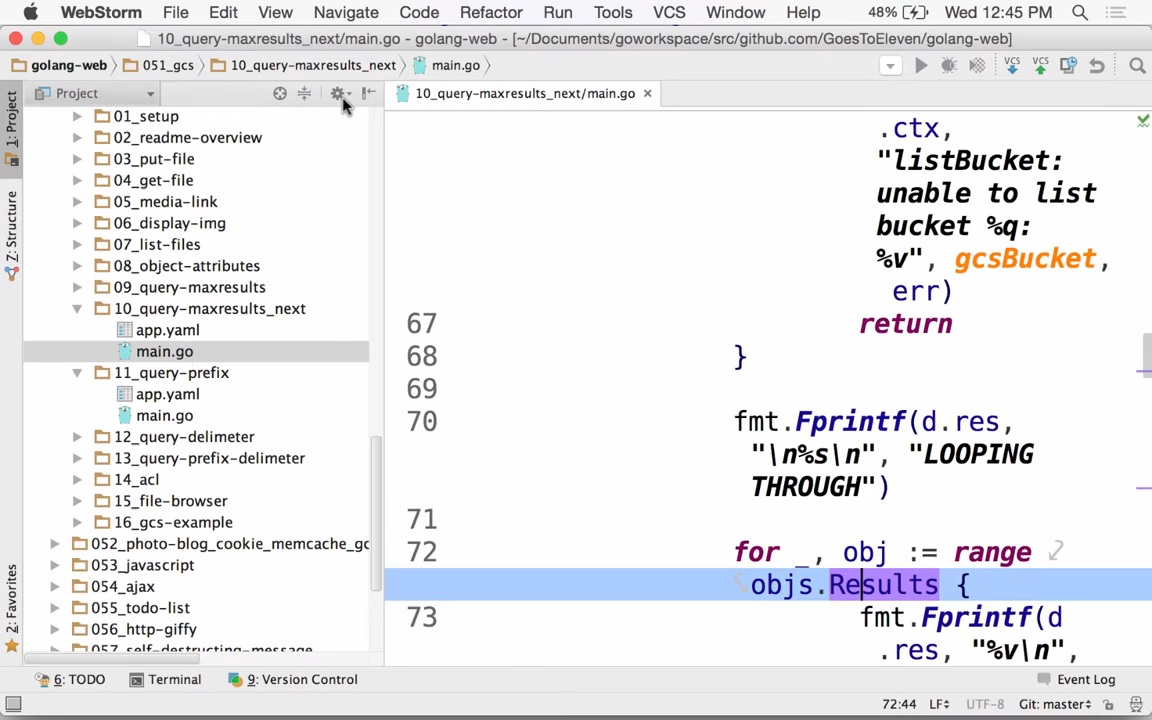 WebStorm File Edit View Navigate Code Refactor Run Tools VCS Window Help 48% Wed 12:45 PM
10_query-maxresults_next/main.go - golang-web - [~/Documents/goworkspace/src/github.com/GoesToEleven/golang-web]
golang-web 051_gcs 10_query-maxresults_next main.go VCS VCS
1: Project
Z: Structure
2: Favorites
Project
01_setup
02_readme-overview
03_put-file
04_get-file
05_media-link
06_display-img
07_list-files
08_object-attributes
09_query-maxresults
10_query-maxresults_next
app.yaml
main.go
11_query-prefix
app.yaml
main.go
12_query-delimeter
13_query-prefix-delimeter
14_acl
15_file-browser
16_gcs-example
052_photo-blog_cookie_memcache_gc
053_javascript
054_ajax
055_todo-list
056_http-giffy
057_self-destructing-message
10_query-maxresults_next/main.go
.ctx,
"listBucket:
unable to list
bucket %q:
%v", gcsBucket,
err)
67 return
68 }
69
70 fmt.Fprintf(d.res,
"\n%s\n", "LOOPING
THROUGH")
71
72 for _, obj := range
objs.Results {
73 fmt.Fprintf(d
.res, "%v\n",
6: TODO Terminal 9: Version Control Event Log
72:44 LF UTF-8 Git: master